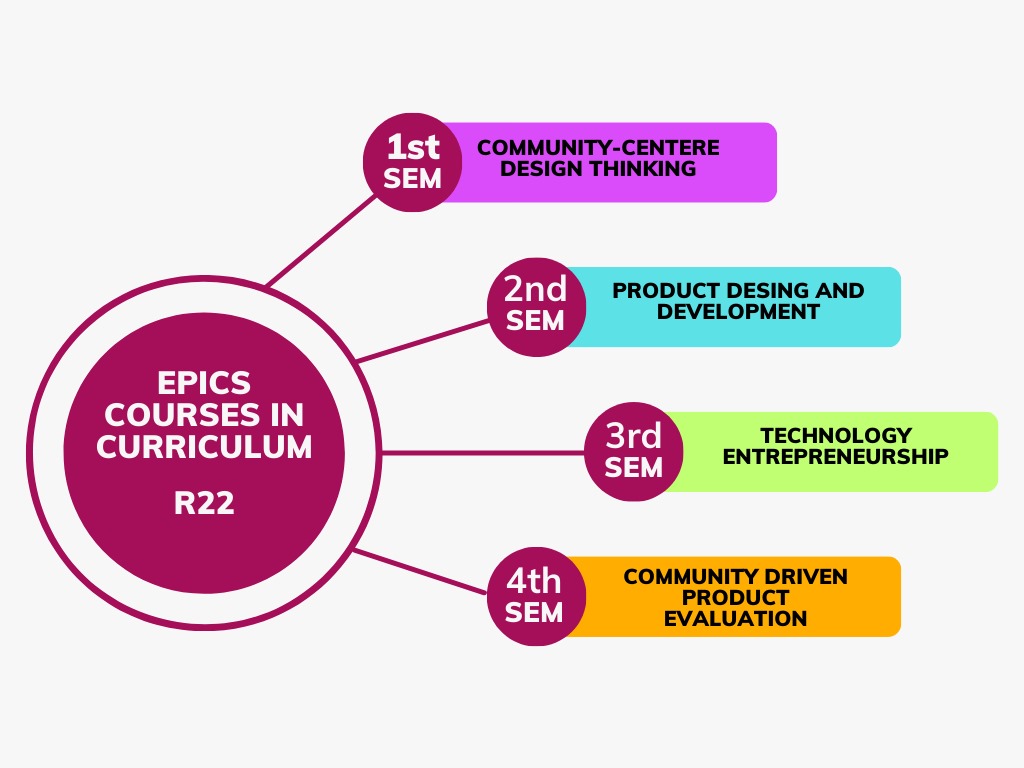 EPICS
COURSES IN
CURRICULUM
R22
1st
SEM
COMMUNITY-CENTERE
DESIGN THINKING
2nd
SEM
PRODUCT DESING AND
DEVELOPMENT
3rd
SEM
TECHNOLOGY
ENTREPRENEURSHIP
4th
SEM
COMMUNITY DRIVEN
PRODUCT
EVALUATION